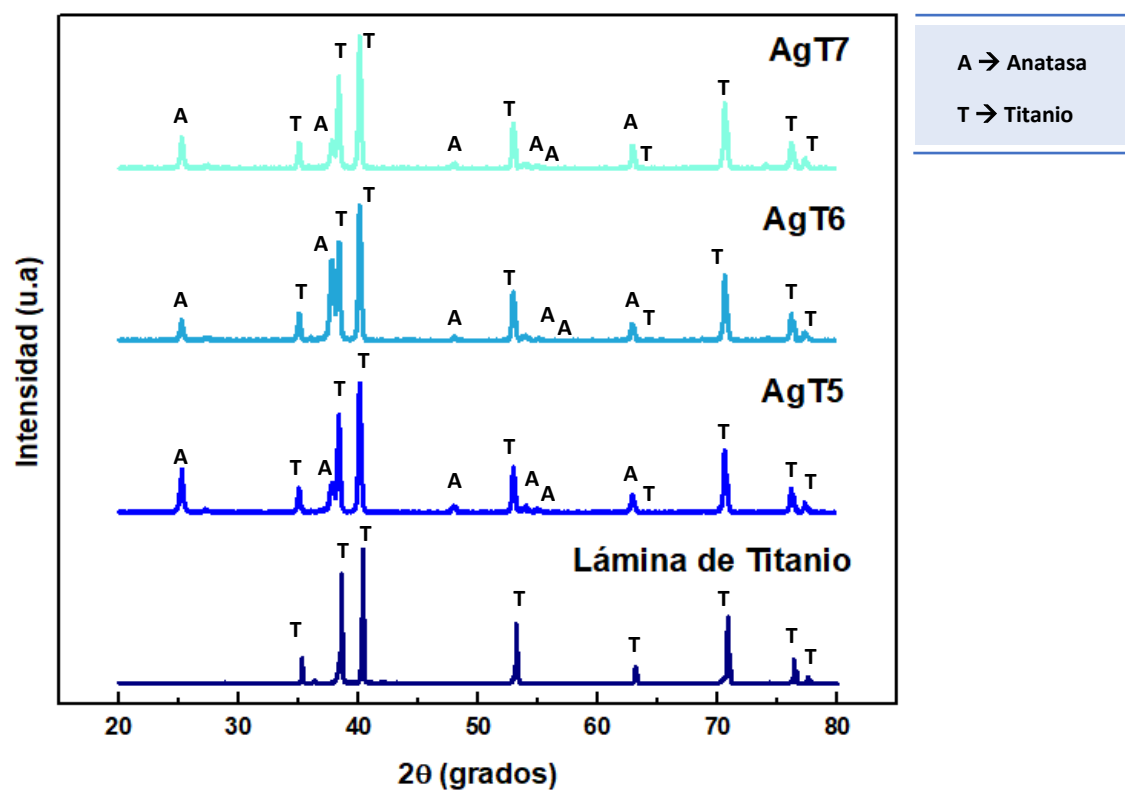 AgT7
A → Anatasa
T → Titanio
A T A T T A T A A A T T T T
AgT6
A T A T T A T A A A T T T T
AgT5
A T A T T A T A A A T T T T
Lámina de Titanio
T T T T T T T T
Intensidad (u.a)
20 30 40 50 60 70 80
2θ (grados)